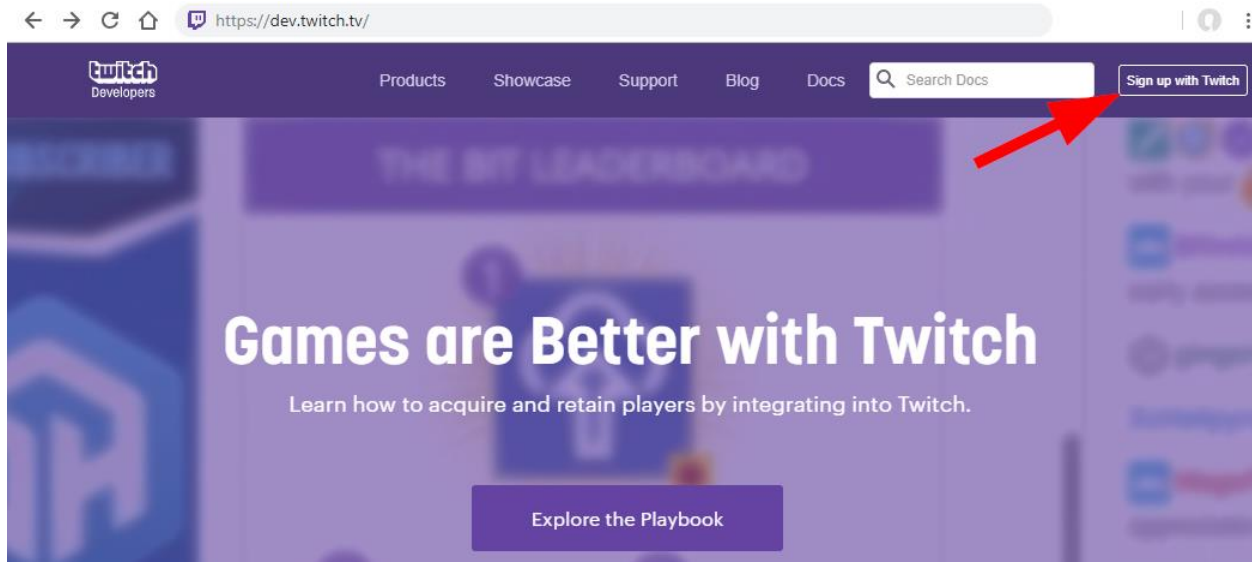 https://dev.twitch.tv/
twitch
Developers
Products Showcase Support Blog Docs Search Docs Sign up with Twitch
THE BIT LEADERBOARD
1
Games are Better with Twitch
Learn how to acquire and retain players by integrating into Twitch.
Explore the Playbook